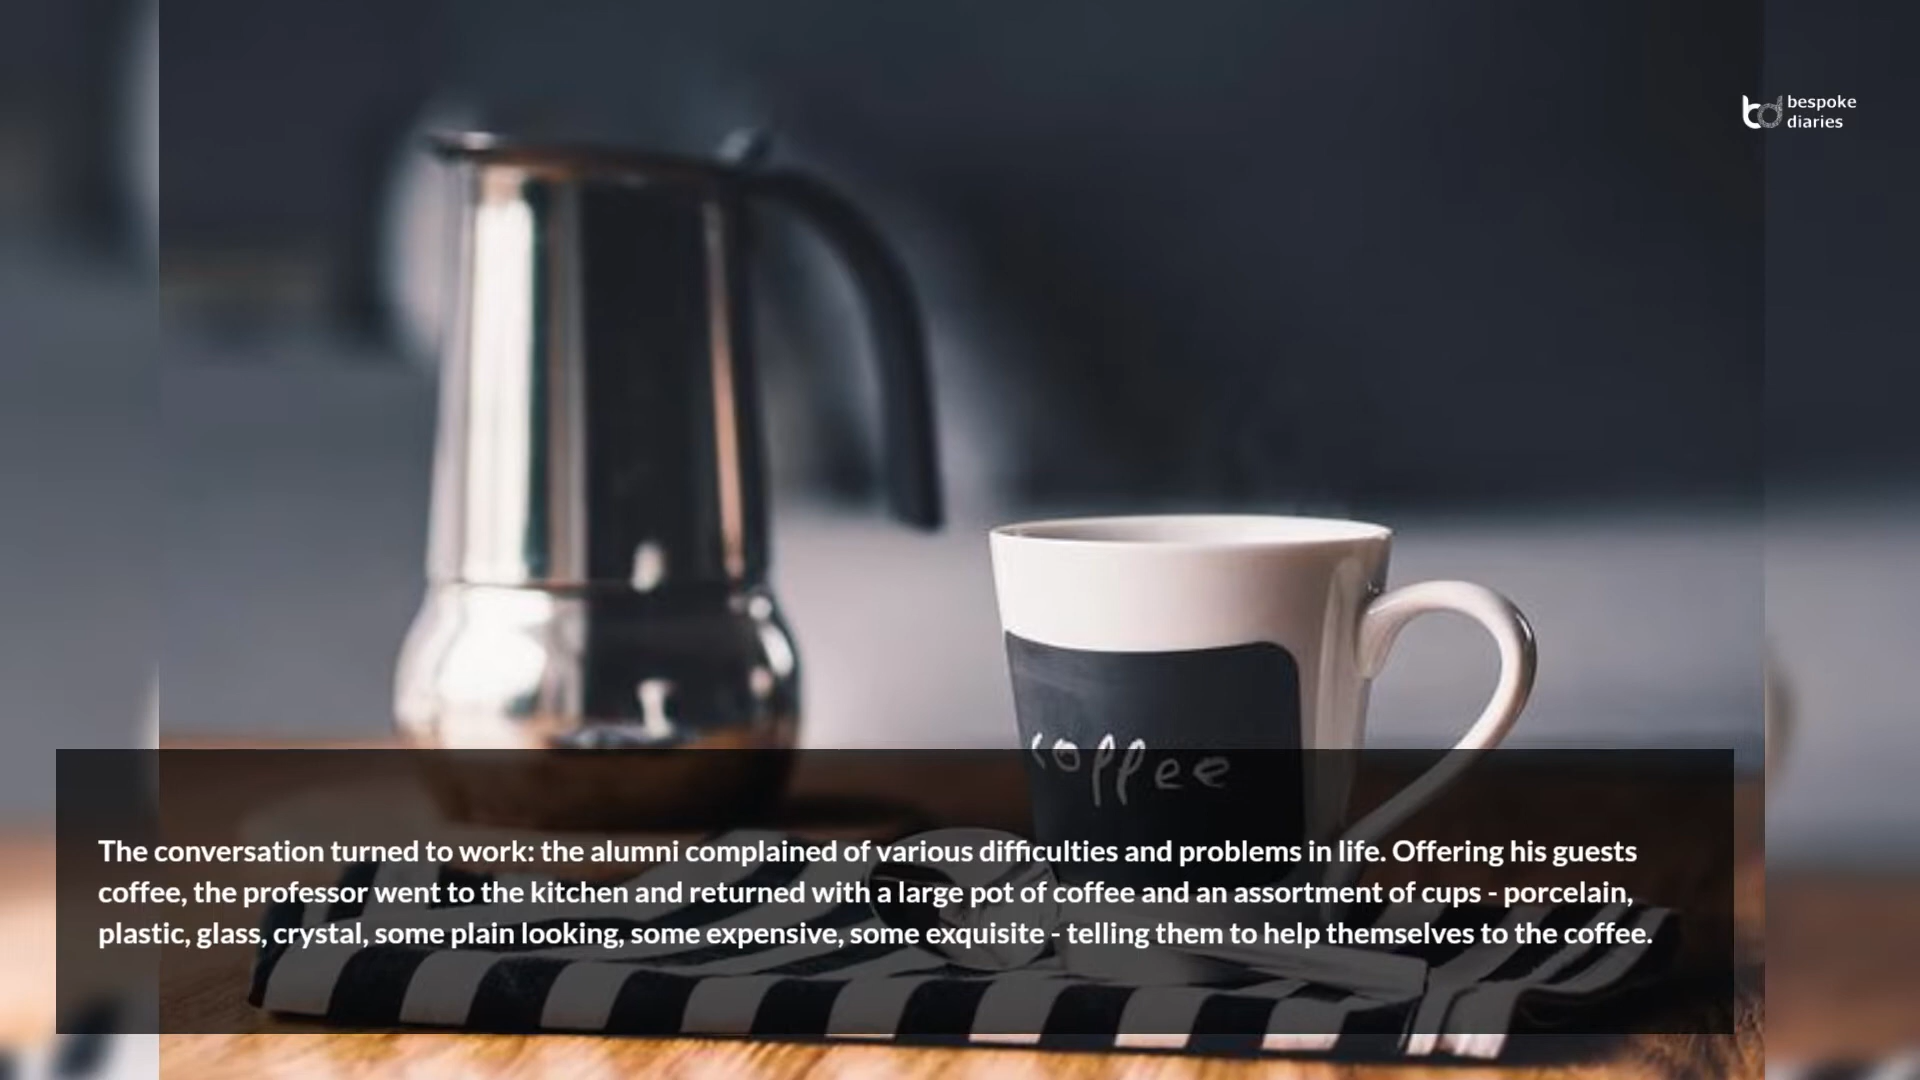 bespoke
diaries
coffee
The conversation turned to work: the alumni complained of various difficulties and problems in life. Offering his guests
coffee, the professor went to the kitchen and returned with a large pot of coffee and an assortment of cups - porcelain,
plastic, glass, crystal, some plain looking, some expensive, some exquisite - telling them to help themselves to the coffee.